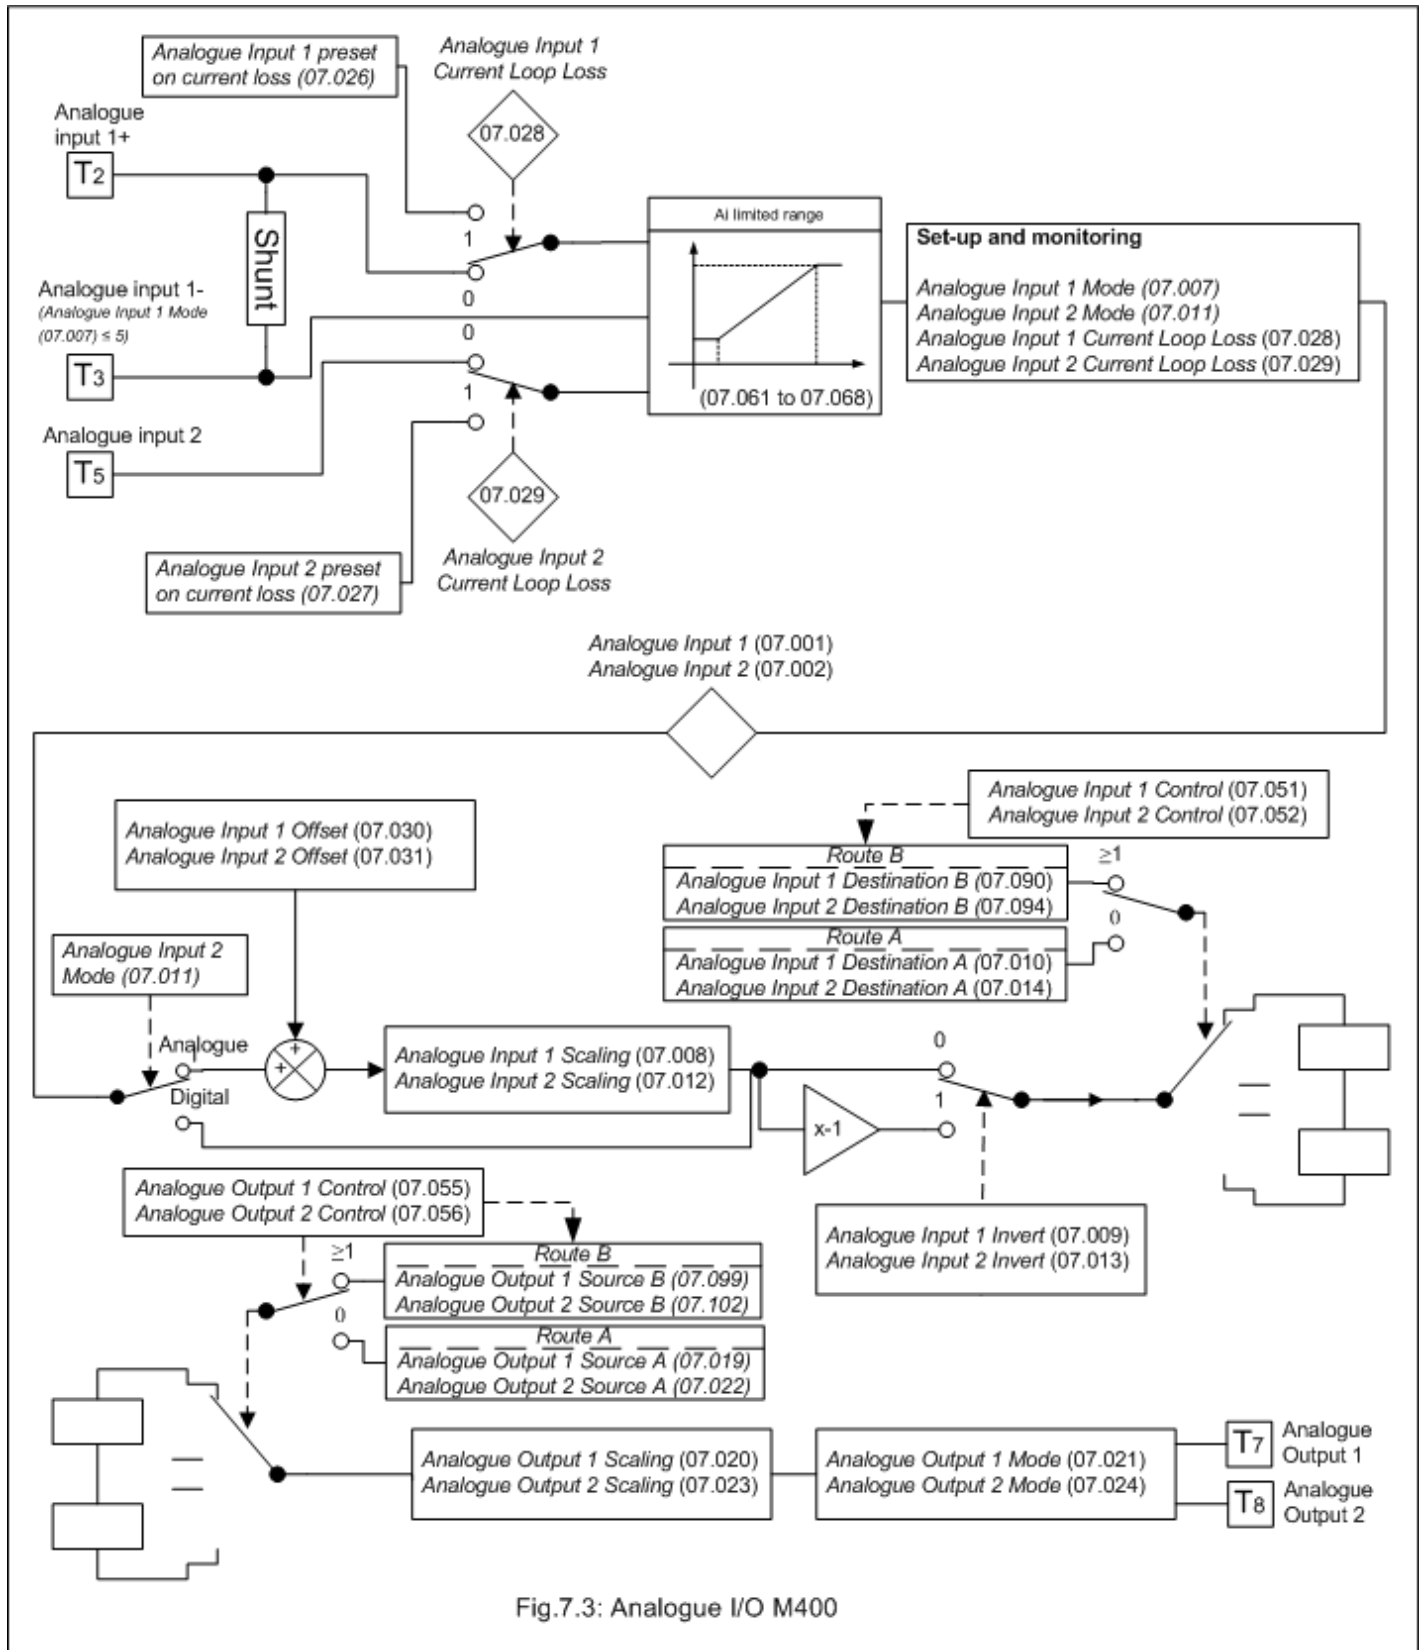 Analogue Input 1 preset
on current loss (07.026)
Analogue Input 1
Current Loop Loss
07.028
Analogue
input 1+
T2
Shunt
Analogue input 1-
(Analogue Input 1 Mode
(07.007) ≤ 5)
T3
Analogue input 2
T5
1
0
0
1
Ai limited range
(07.061 to 07.068)
Set-up and monitoring
Analogue Input 1 Mode (07.007)
Analogue Input 2 Mode (07.011)
Analogue Input 1 Current Loop Loss (07.028)
Analogue Input 2 Current Loop Loss (07.029)
07.029
Analogue Input 2
Current Loop Loss
Analogue Input 2 preset
on current loss (07.027)
Analogue Input 1 (07.001)
Analogue Input 2 (07.002)
Analogue Input 1 Control (07.051)
Analogue Input 2 Control (07.052)
Analogue Input 1 Offset (07.030)
Analogue Input 2 Offset (07.031)
Route B
Analogue Input 1 Destination B (07.090)
Analogue Input 2 Destination B (07.094)
≥1
0
Route A
Analogue Input 1 Destination A (07.010)
Analogue Input 2 Destination A (07.014)
Analogue Input 2
Mode (07.011)
Analogue
Digital
+
+
Analogue Input 1 Scaling (07.008)
Analogue Input 2 Scaling (07.012)
0
1
x-1
Analogue Input 1 Invert (07.009)
Analogue Input 2 Invert (07.013)
Analogue Output 1 Control (07.055)
Analogue Output 2 Control (07.056)
≥1
0
Route B
Analogue Output 1 Source B (07.099)
Analogue Output 2 Source B (07.102)
Route A
Analogue Output 1 Source A (07.019)
Analogue Output 2 Source A (07.022)
Analogue Output 1 Scaling (07.020)
Analogue Output 2 Scaling (07.023)
Analogue Output 1 Mode (07.021)
Analogue Output 2 Mode (07.024)
T7
Analogue
Output 1
T8
Analogue
Output 2
Fig.7.3: Analogue I/O M400